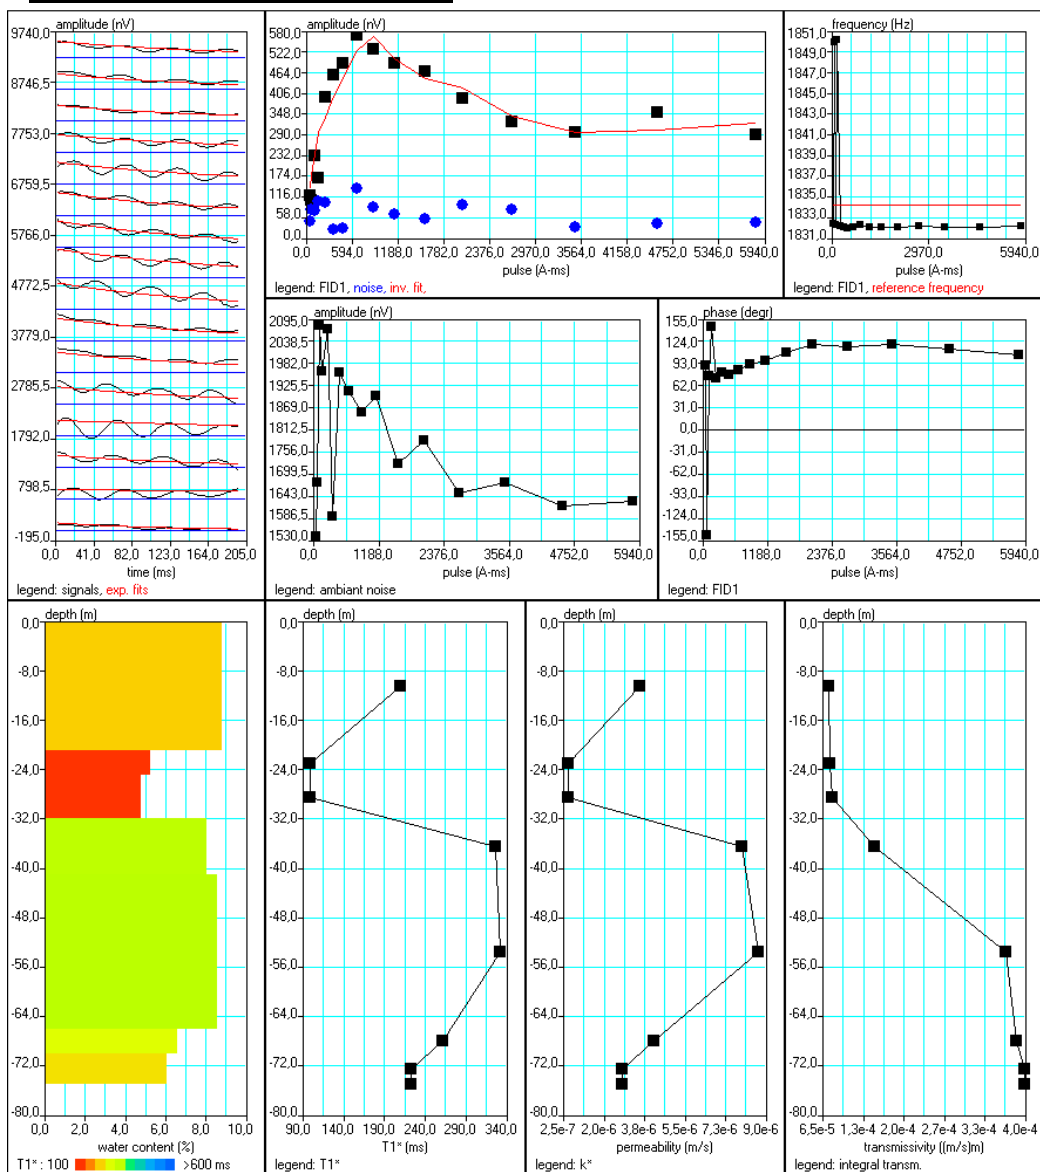 amplitude (nV)
9740,0
8746,5
7753,0
6759,5
5766,0
4772,5
3779,0
2785,5
1792,0
798,5
-195,0
0,0 41,0 82,0 123,0 164,0 205,0
time (ms)
legend: signals, exp. fits
amplitude (nV)
580,0
522,0
464,0
406,0
348,0
290,0
232,0
174,0
116,0
58,0
0,0
0,0 594,0 1188,0 1782,0 2376,0 2970,0 3564,0 4158,0 4752,0 5346,0 5940,0
pulse (A-ms)
legend: FID1, noise, inv. fit,
frequency (Hz)
1851,0
1849,0
1847,0
1845,0
1843,0
1841,0
1839,0
1837,0
1835,0
1833,0
1831,0
0,0 2970,0 5940,0
pulse (A-ms)
legend: FID1, reference frequency
amplitude (nV)
2095,0
2038,5
1982,0
1925,5
1869,0
1812,5
1756,0
1699,5
1643,0
1586,5
1530,0
0,0 1188,0 2376,0 3564,0 4752,0 5940,0
pulse (A-ms)
legend: ambiant noise
phase (degr)
155,0
124,0
93,0
62,0
31,0
0,0
-31,0
-62,0
-93,0
-124,0
-155,0
0,0 1188,0 2376,0 3564,0 4752,0 5940,0
pulse (A-ms)
legend: FID1
depth (m)
0,0
-8,0
-16,0
-24,0
-32,0
-40,0
-48,0
-56,0
-64,0
-72,0
-80,0
0,0 2,0 4,0 6,0 8,0 10,0
water content (%)
T1* : 100 >600 ms
depth (m)
0,0
-8,0
-16,0
-24,0
-32,0
-40,0
-48,0
-56,0
-64,0
-72,0
-80,0
90,0 140,0 190,0 240,0 290,0 340,0
T1* (ms)
legend: T1*
depth (m)
0,0
-8,0
-16,0
-24,0
-32,0
-40,0
-48,0
-56,0
-64,0
-72,0
-80,0
2,5e-7 2,0e-6 3,8e-6 5,5e-6 7,3e-6 9,0e-6
permeability (m/s)
legend: k*
depth (m)
0,0
-8,0
-16,0
-24,0
-32,0
-40,0
-48,0
-56,0
-64,0
-72,0
-80,0
6,5e-5 1,3e-4 2,0e-4 2,7e-4 3,3e-4 4,0e-4
transmissivity ((m/s)m)
legend: integral transm.